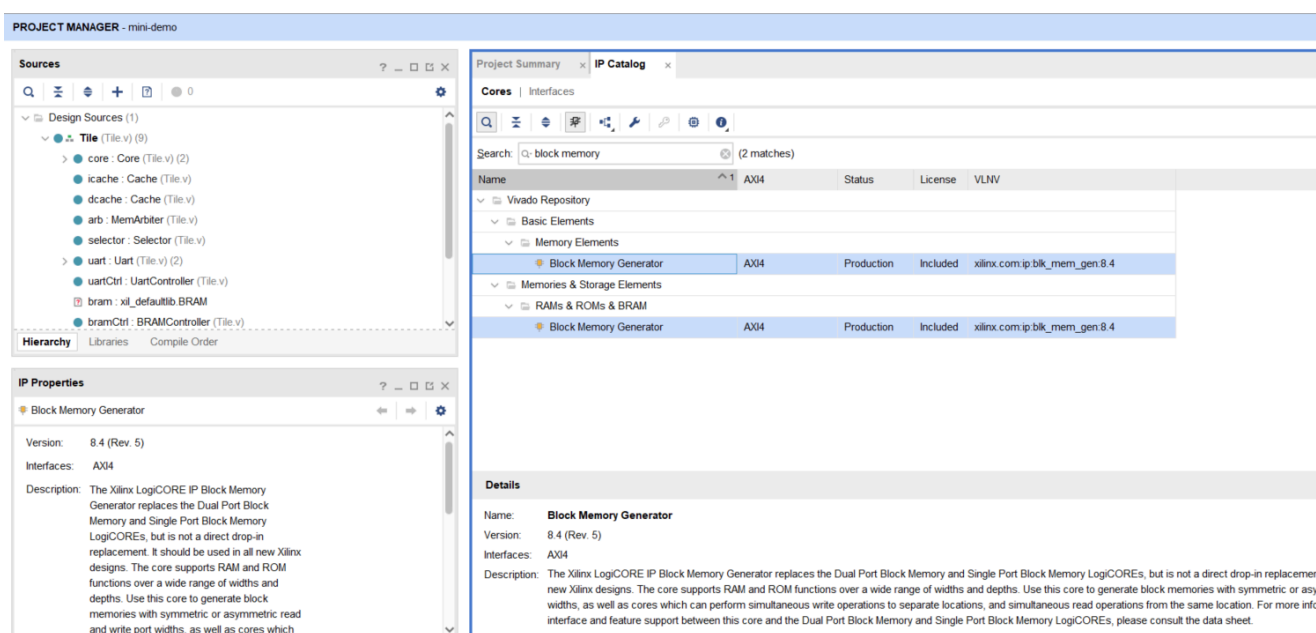 PROJECT MANAGER - mini-demo
Sources
? _
0
Design Sources (1)
Tile (Tile.v) (9)
core : Core (Tile.v) (2)
icache : Cache (Tile.v)
dcache : Cache (Tile.v)
arb : MemArbiter (Tile.v)
selector : Selector (Tile.v)
uart : Uart (Tile.v) (2)
uartCtrl : UartController (Tile.v)
bram : xil_defaultlib.BRAM
bramCtrl : BRAMController (Tile.v)
Hierarchy Libraries Compile Order
IP Properties
? _
Block Memory Generator
Version: 8.4 (Rev. 5)
Interfaces: AXI4
Description: The Xilinx LogiCORE IP Block Memory
Generator replaces the Dual Port Block
Memory and Single Port Block Memory
LogiCOREs, but is not a direct drop-in
replacement. It should be used in all new Xilinx
designs. The core supports RAM and ROM
functions over a wide range of widths and
depths. Use this core to generate block
memories with symmetric or asymmetric read
and write port widths, as well as cores which
Project Summary × IP Catalog ×
Cores | Interfaces
Search: block memory (2 matches)
Name 1 AXI4 Status License VLNV
Vivado Repository
Basic Elements
Memory Elements
Block Memory Generator AXI4 Production Included xilinx.com:ip:blk_mem_gen:8.4
Memories & Storage Elements
RAMs & ROMs & BRAM
Block Memory Generator AXI4 Production Included xilinx.com:ip:blk_mem_gen:8.4
Details
Name: Block Memory Generator
Version: 8.4 (Rev. 5)
Interfaces: AXI4
Description: The Xilinx LogiCORE IP Block Memory Generator replaces the Dual Port Block Memory and Single Port Block Memory LogiCOREs, but is not a direct drop-in replacemen
new Xilinx designs. The core supports RAM and ROM functions over a wide range of widths and depths. Use this core to generate block memories with symmetric or asy
widths, as well as cores which can perform simultaneous write operations to separate locations, and simultaneous read operations from the same location. For more info
interface and feature support between this core and the Dual Port Block Memory and Single Port Block Memory LogiCOREs, please consult the data sheet.